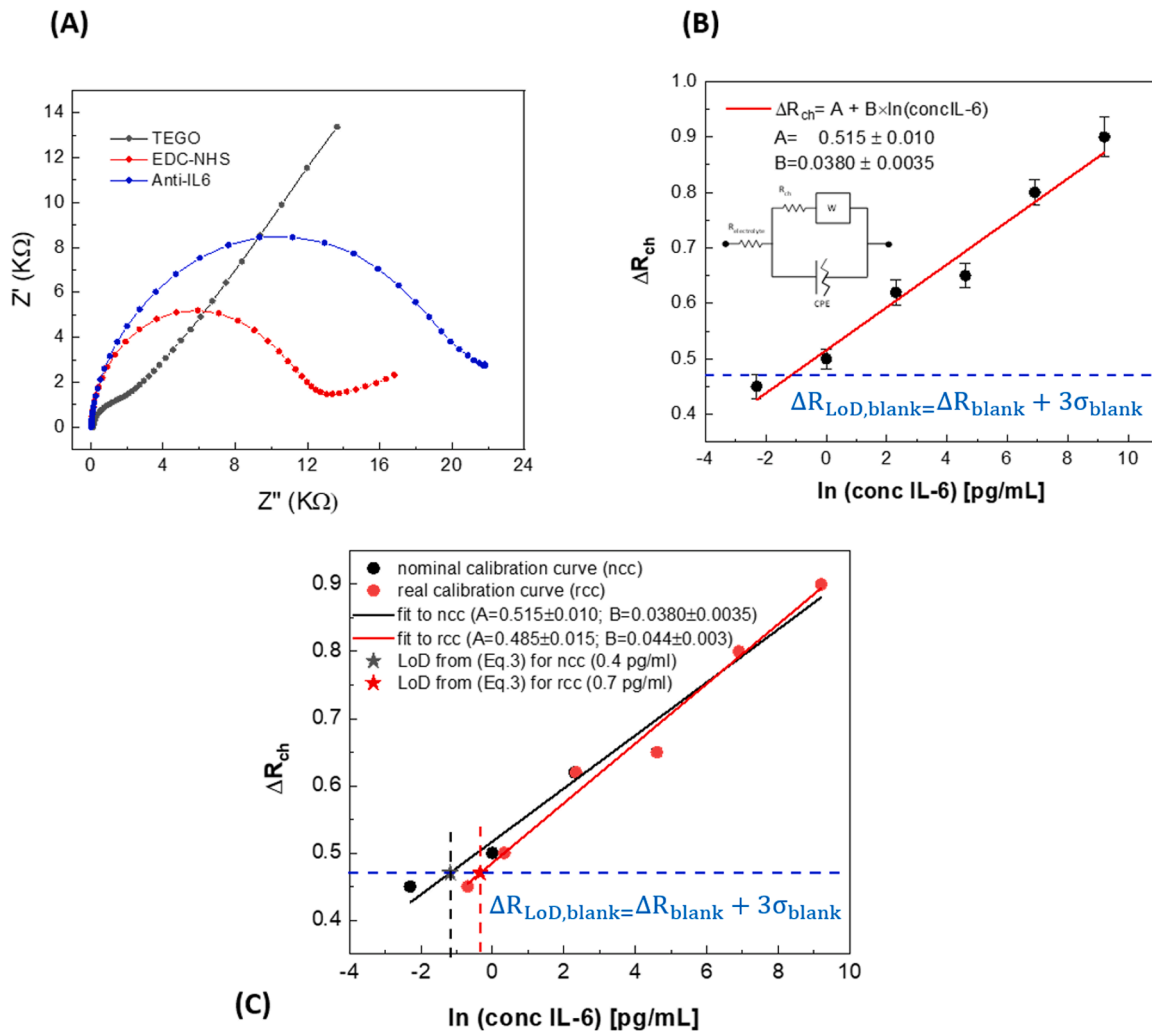 (A)
14
12
10
8
6
4
2
0
Z' (KΩ)
TEGO
EDC-NHS
Anti-IL6
0 4 8 12 16 20 24
Z" (KΩ)
(B)
1.0
0.9
0.8
0.7
0.6
0.5
0.4
ΔRch
ΔRch= A + B×ln(concIL-6)
A= 0.515 ± 0.010
B=0.0380 ± 0.0035
Rch
W
Relectrolyte
CPE
ΔRLoD,blank=ΔRblank + 3σblank
-4 -2 0 2 4 6 8 10
ln (conc IL-6) [pg/mL]
0.9
0.8
0.7
0.6
0.5
0.4
ΔRch
nominal calibration curve (ncc)
real calibration curve (rcc)
fit to ncc (A=0.515±0.010; B=0.0380±0.0035)
fit to rcc (A=0.485±0.015; B=0.044±0.003)
LoD from (Eq.3) for ncc (0.4 pg/ml)
LoD from (Eq.3) for rcc (0.7 pg/ml)
ΔRLoD,blank=ΔRblank + 3σblank
-4 -2 0 2 4 6 8 10
(C)
ln (conc IL-6) [pg/mL]